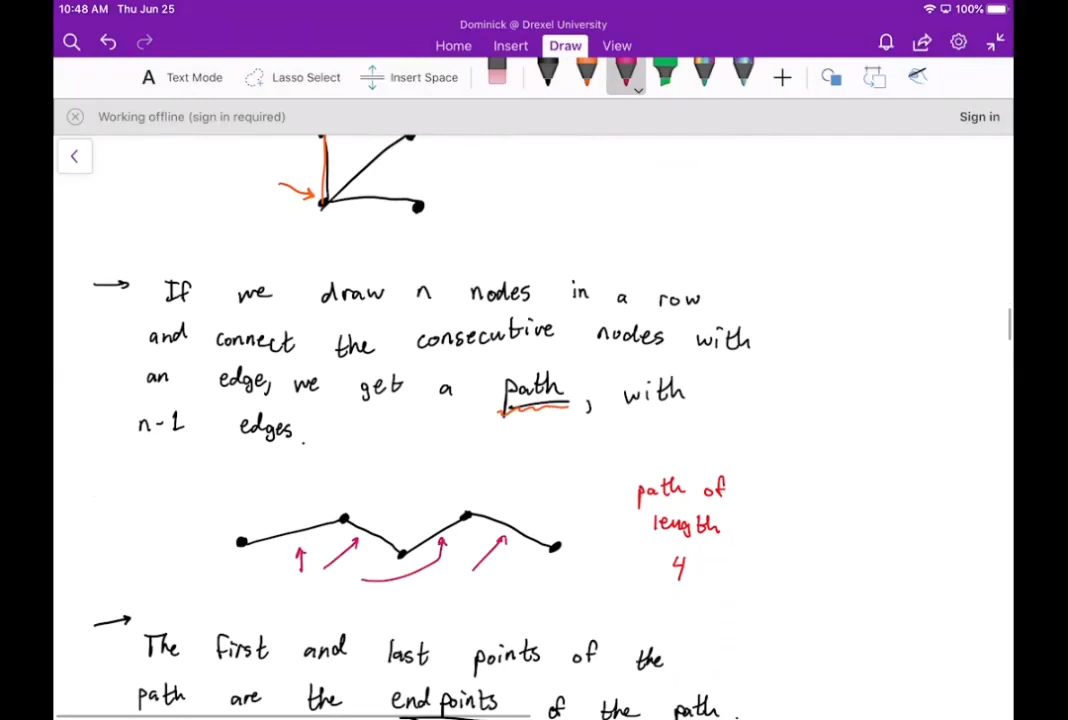 10:48 AM Thu Jun 25
100%
Dominick @ Drexel University
Home Insert Draw View
A Text Mode Lasso Select Insert Space
Working offline (sign in required) Sign in
→ If we draw n nodes in a row
and connect the consecutive nodes with
an edge, we get a path, with
n-1 edges.
path of
length
4
→ The first and last points of the
path are the endpoints of the path.